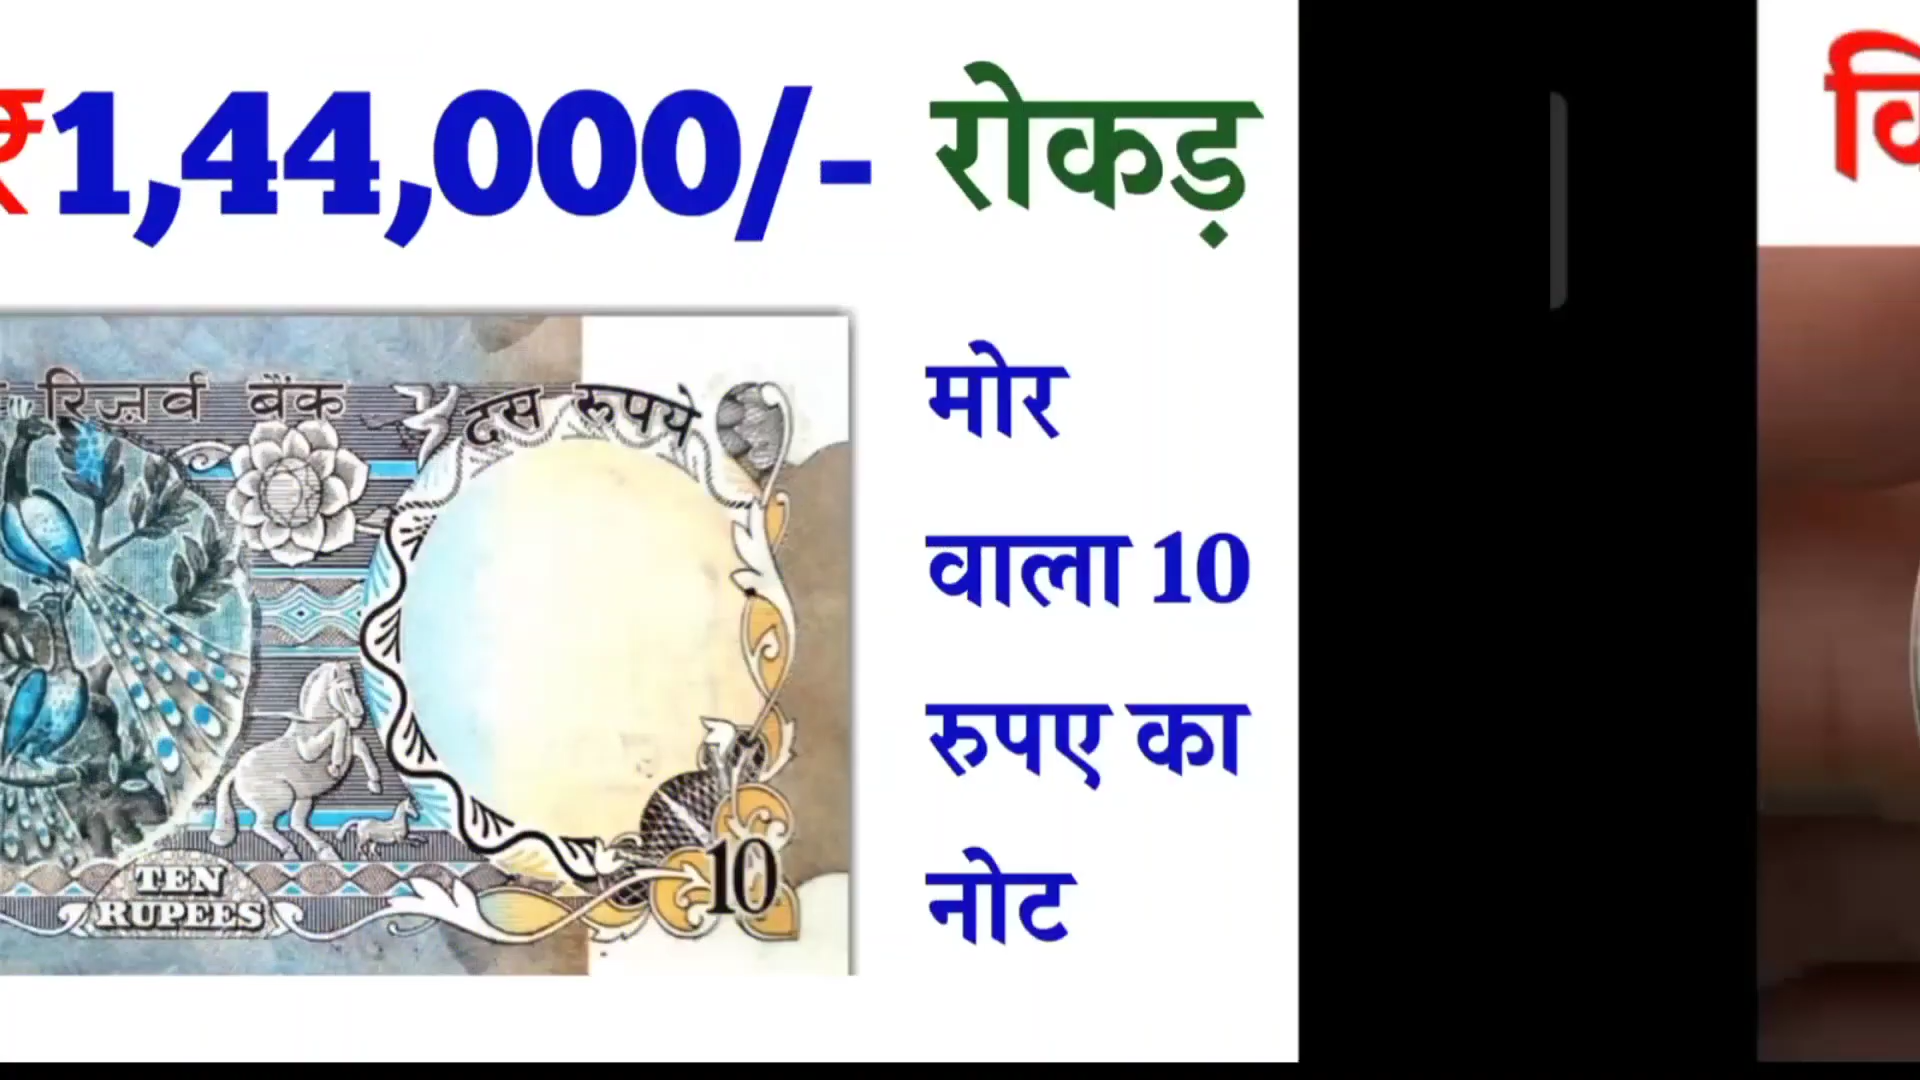 ₹1,44,000/- रोकड़
रिज़र्व बैंक
दस रूपये
मोर
वाला 10
रुपए का
नोट
10
TEN
RUPEES